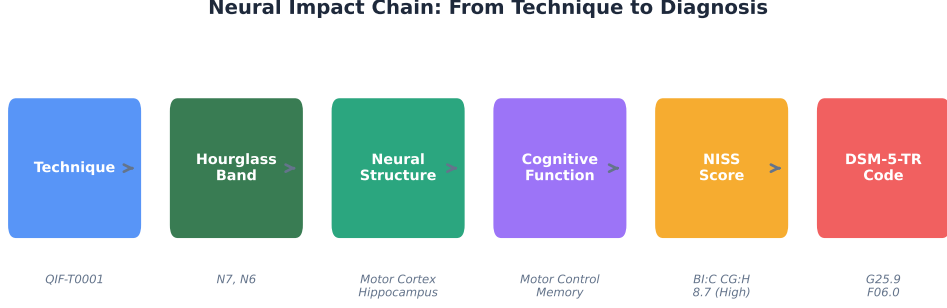 Neural Impact Chain: From Technique to Diagnosis
Technique
Hourglass
Band
Neural
Structure
Cognitive
Function
NISS
Score
DSM-5-TR
Code
QIF-T0001
N7, N6
Motor Cortex
Hippocampus
Motor Control
Memory
BI:C CG:H
8.7 (High)
G25.9
F06.0